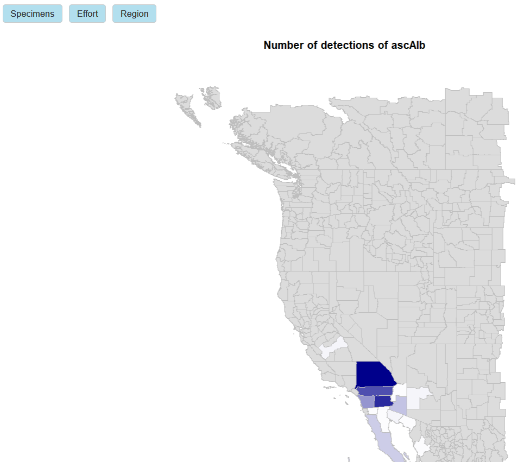 Specimens Effort Region
Number of detections of ascAlb